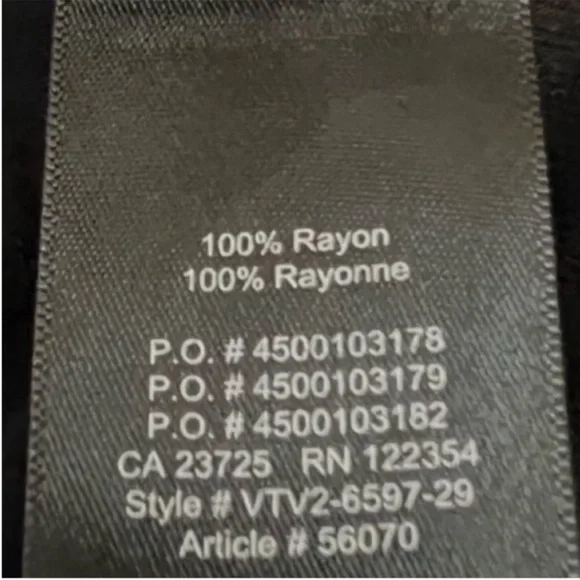 100% Rayon
100% Rayonne
P.O. # 4500103178
P.O. # 4500103179
P.O. # 4500103182
CA 23725 RN 122354
Style # VTV2-6597-29
Article # 56070